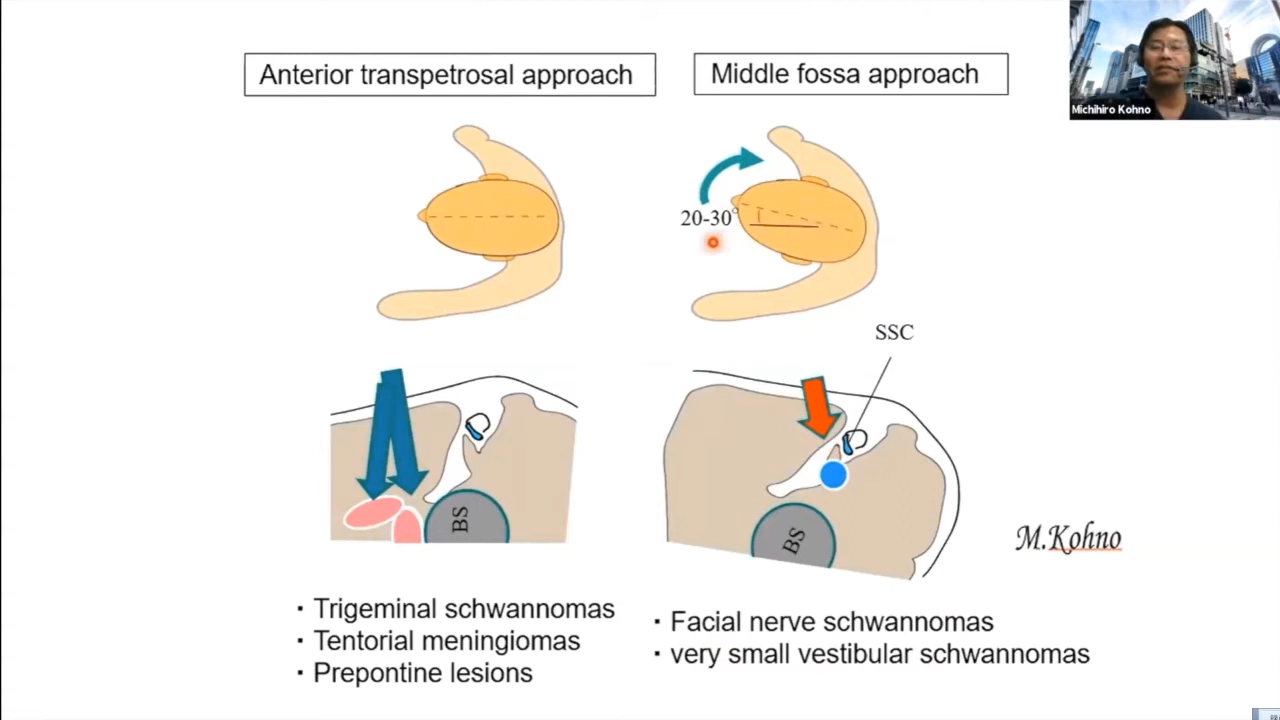 Anterior transpetrosal approach
Middle fossa approach
Michihiro Kohno
20-30°
SSC
BS
BS
M.Kohno
・Trigeminal schwannomas
・Tentorial meningiomas
・Prepontine lesions
・Facial nerve schwannomas
・very small vestibular schwannomas